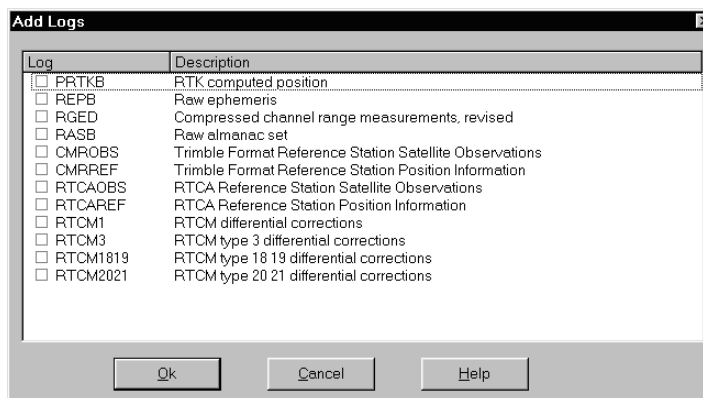 Add Logs
Log Description
PRTKB RTK computed position
REPB Raw ephemeris
RGED Compressed channel range measurements, revised
RASB Raw almanac set
CMROBS Trimble Format Reference Station Satellite Observations
CMRREF Trimble Format Reference Station Position Information
RTCAOBS RTCA Reference Station Satellite Observations
RTCAREF RTCA Reference Station Position Information
RTCM1 RTCM differential corrections
RTCM3 RTCM type 3 differential corrections
RTCM1819 RTCM type 18 19 differential corrections
RTCM2021 RTCM type 20 21 differential corrections
Ok Cancel Help